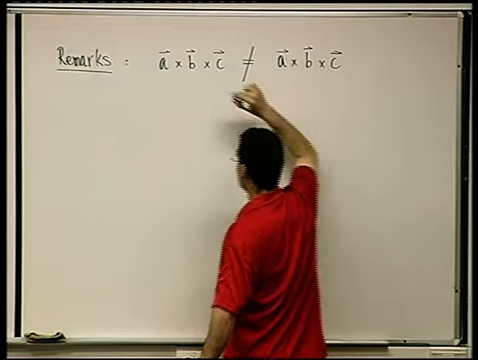 Remarks : a⃗ × b⃗ × c⃗ ≠ a⃗ × b⃗ × c⃗